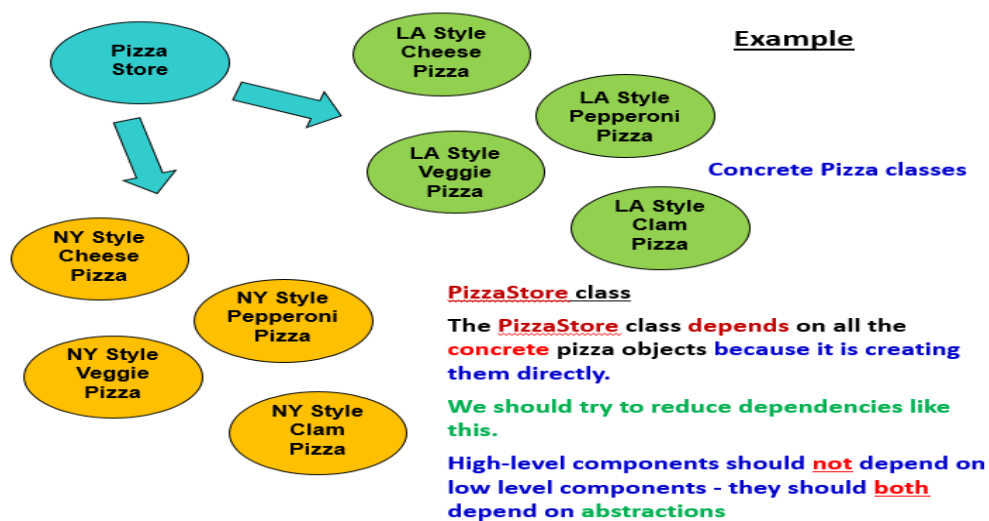 Pizza
Store
LA Style
Cheese
Pizza
Example
LA Style
Pepperoni
Pizza
LA Style
Veggie
Pizza
Concrete Pizza classes
LA Style
Clam
Pizza
NY Style
Cheese
Pizza
NY Style
Pepperoni
Pizza
NY Style
Veggie
Pizza
NY Style
Clam
Pizza
PizzaStore class
The PizzaStore class depends on all the
concrete pizza objects because it is creating
them directly.
We should try to reduce dependencies like
this.
High-level components should not depend on
low level components - they should both
depend on abstractions